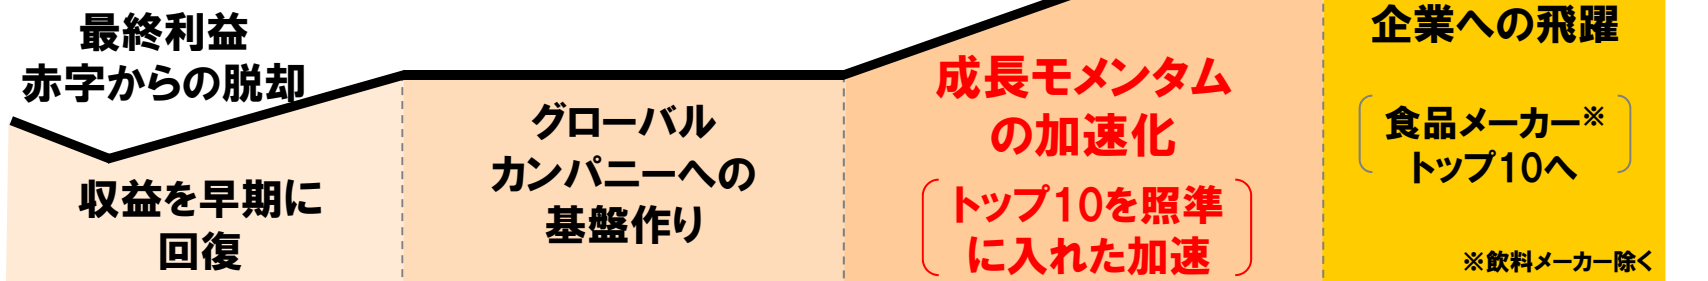 最終利益
赤字からの脱却
収益を早期に
回復
グローバル
カンパニーへの
基盤作り
成長モメンタム
の加速化
トップ10を照準
に入れた加速
企業への飛躍
食品メーカー※
トップ10へ
※飲料メーカー除く